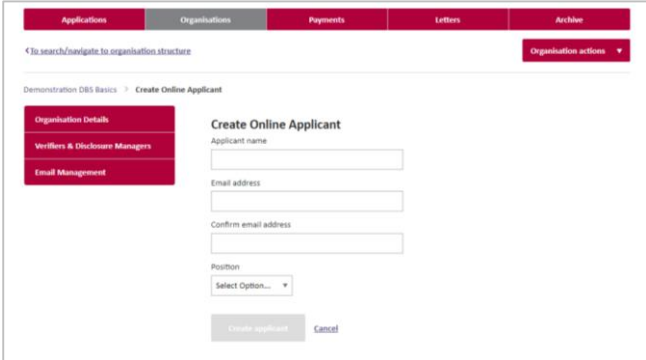 Applications Organisations Payments Letters Archive
To search/navigate to organisation structure Organisation actions
Demonstration DBS Basics > Create Online Applicant
Organisation Details
Verifiers & Disclosure Managers
Email Management
Create Online Applicant
Applicant name
Email address
Confirm email address
Position
Select Option...
Create applicant Cancel